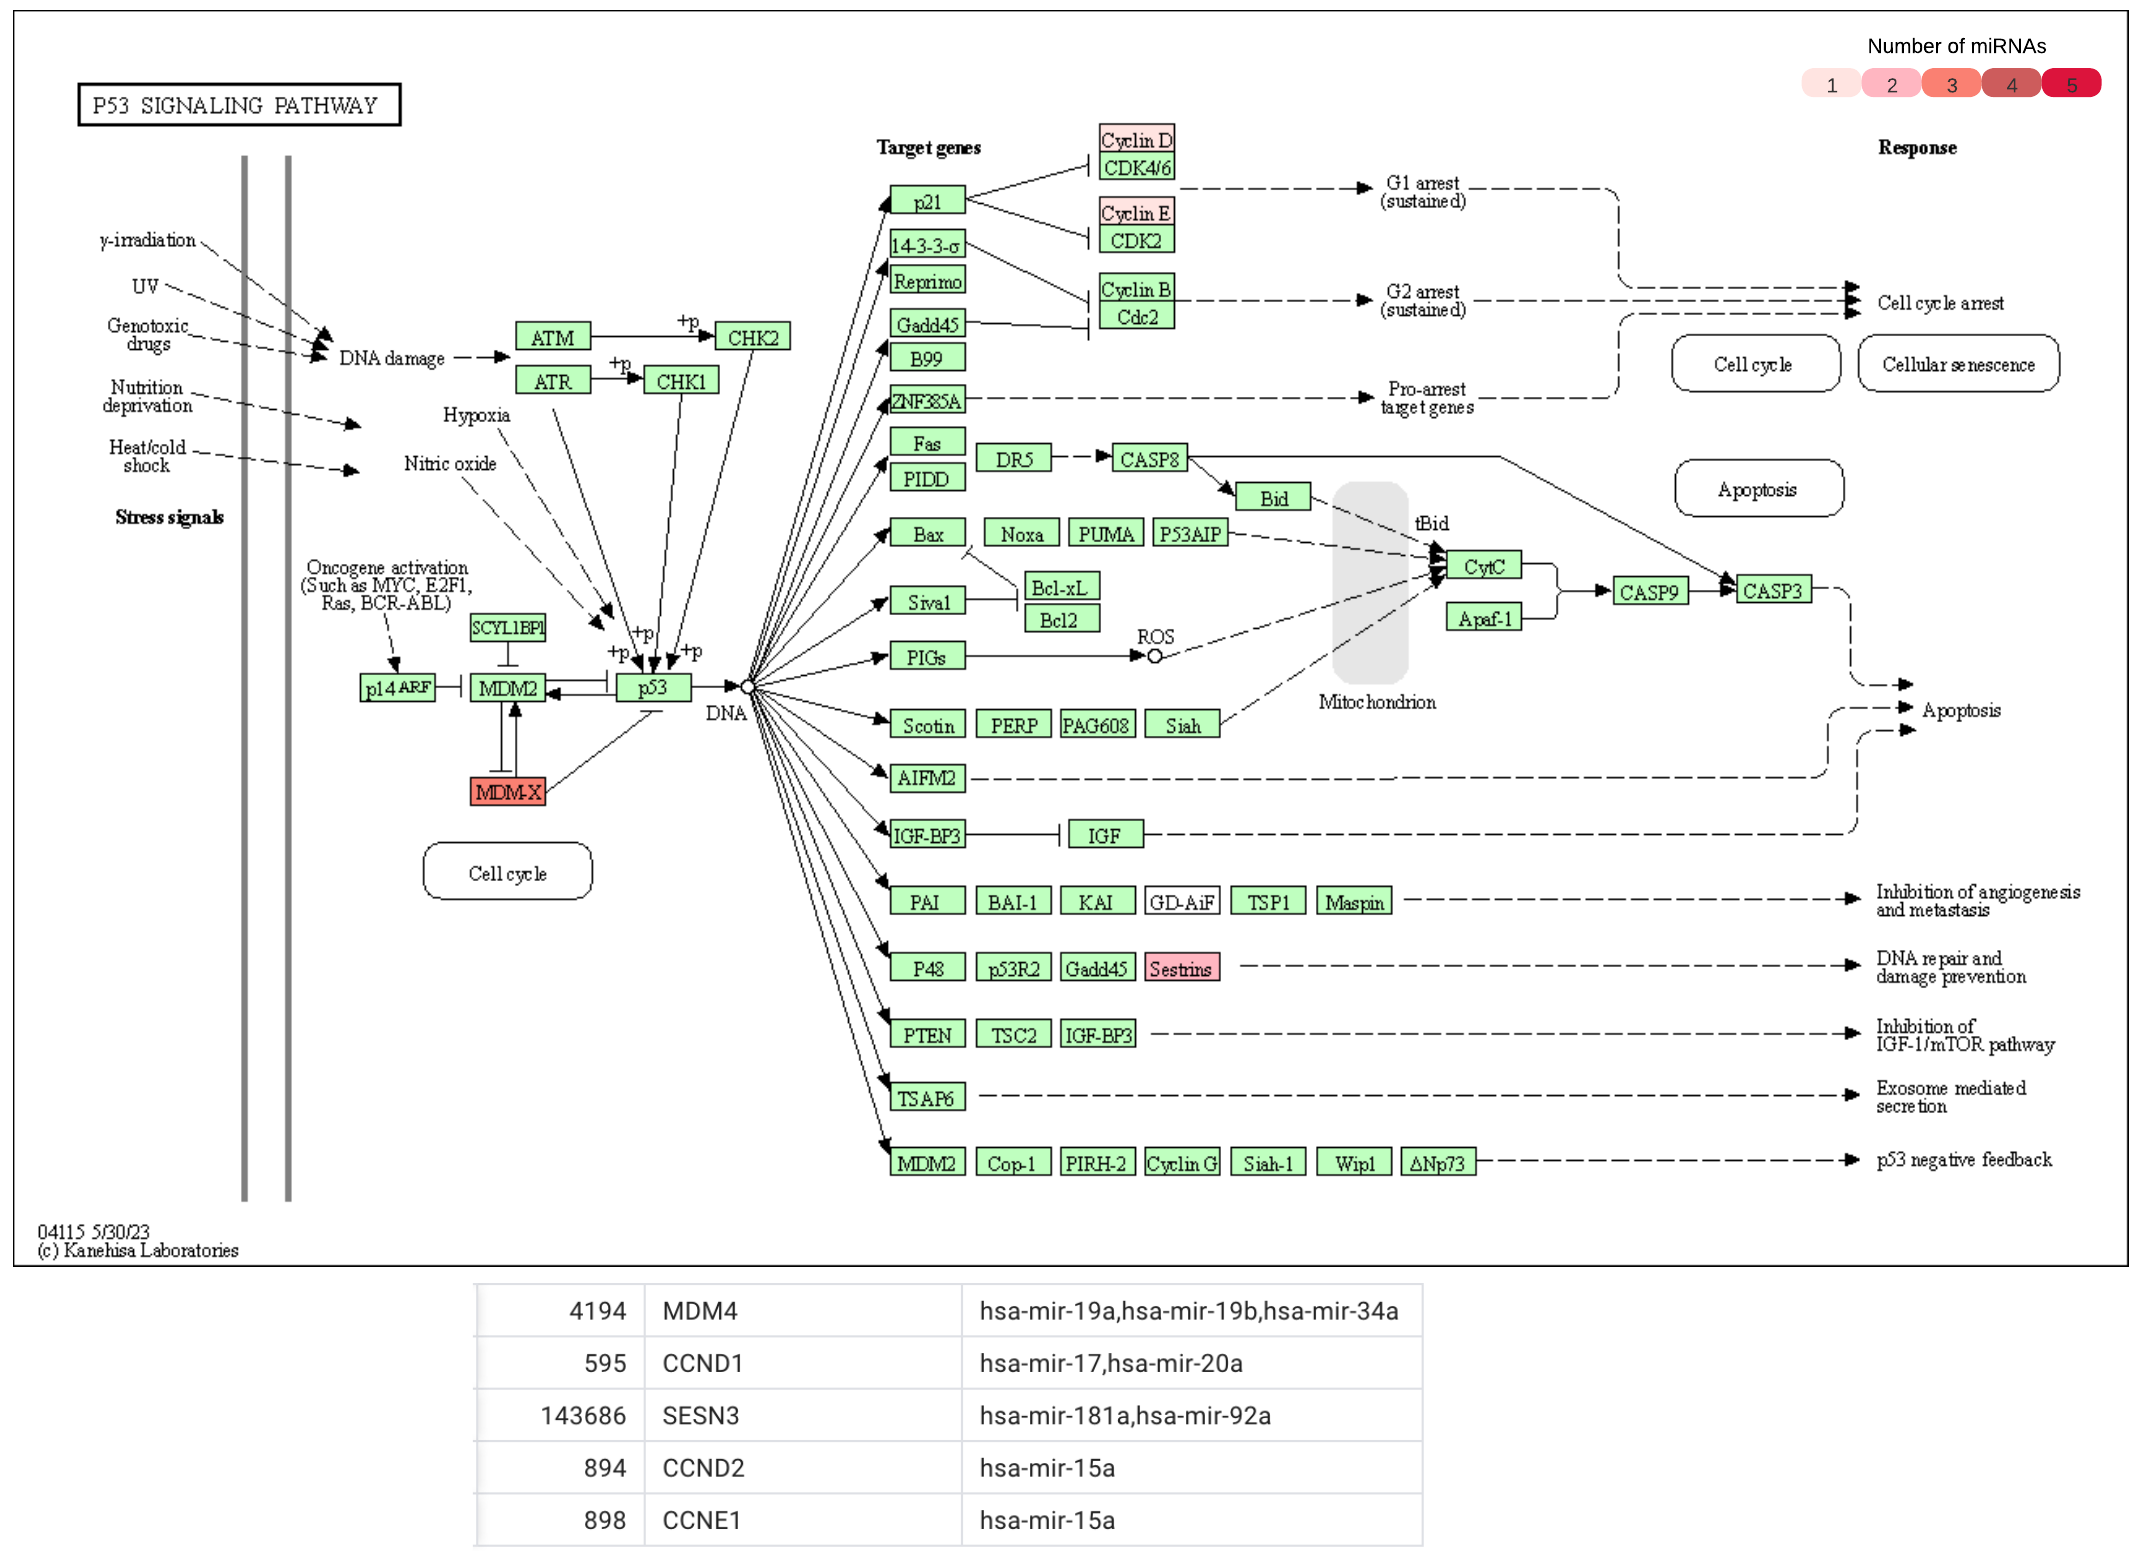 Number of miRNAs
1 2 3 4 5
P53 SIGNALING PATHWAY
Target genes
Response
Cyclin D
CDK4/6
p21
Cyclin E
CDK2
G1 arrest
(sustained)
γ-irradiation
14-3-3-σ
Reprimo
UV
Cyclin B
Cdc2
G2 arrest
(sustained)
Cell cycle arrest
Genotoxic
drugs
DNA damage
ATM
+p
CHK2
Gadd45
B99
Cell cycle
Cellular senescence
ATR
+p
CHK1
Nutrition
deprivation
ZNF385A
Pro-arrest
target genes
Hypoxia
Heat/cold
shock
Nitric oxide
Fas
PIDD
DR5
CASP8
Bid
Apoptosis
Stress signals
Bax
Noxa
PUMA
P53AIP
tBid
CytC
Oncogene activation
(Such as MYC, E2F1,
Ras, BCR-ABL)
Bcl-xL
Bcl2
Siva1
Apaf-1
CASP9
CASP3
SCYL1BP1
+p
+p
+p
PIGs
ROS
p14ARF
MDM2
p53
DNA
Mitochondrion
Scotin
PERP
PAG608
Siah
Apoptosis
MDM-X
AIFM2
IGF-BP3
IGF
Cell cycle
PAI
BAI-1
KAI
GD-AiF
TSP1
Maspin
Inhibition of angiogenesis
and metastasis
P48
p53R2
Gadd45
Sestrins
DNA repair and
damage prevention
PTEN
TSC2
IGF-BP3
Inhibition of
IGF-1/mTOR pathway
TSAP6
Exosome mediated
secretion
MDM2
Cop-1
PIRH-2
Cyclin G
Siah-1
Wip1
ΔNp73
p53 negative feedback
04115 5/30/23
(c) Kanehisa Laboratories
4194 MDM4 hsa-mir-19a,hsa-mir-19b,hsa-mir-34a
595 CCND1 hsa-mir-17,hsa-mir-20a
143686 SESN3 hsa-mir-181a,hsa-mir-92a
894 CCND2 hsa-mir-15a
898 CCNE1 hsa-mir-15a